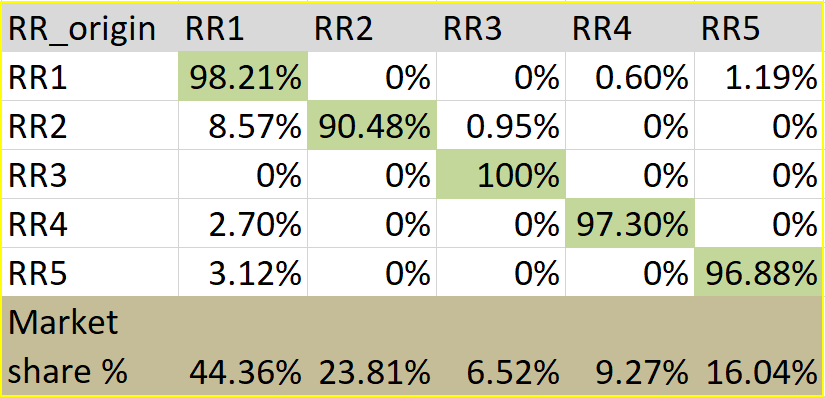 RR_origin RR1 RR2 RR3 RR4 RR5
RR1 98.21% 0% 0% 0.60% 1.19%
RR2 8.57% 90.48% 0.95% 0% 0%
RR3 0% 0% 100% 0% 0%
RR4 2.70% 0% 0% 97.30% 0%
RR5 3.12% 0% 0% 0% 96.88%
Market
share % 44.36% 23.81% 6.52% 9.27% 16.04%